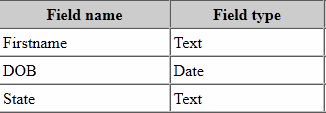 Field name Field type
Firstname Text
DOB Date
State Text